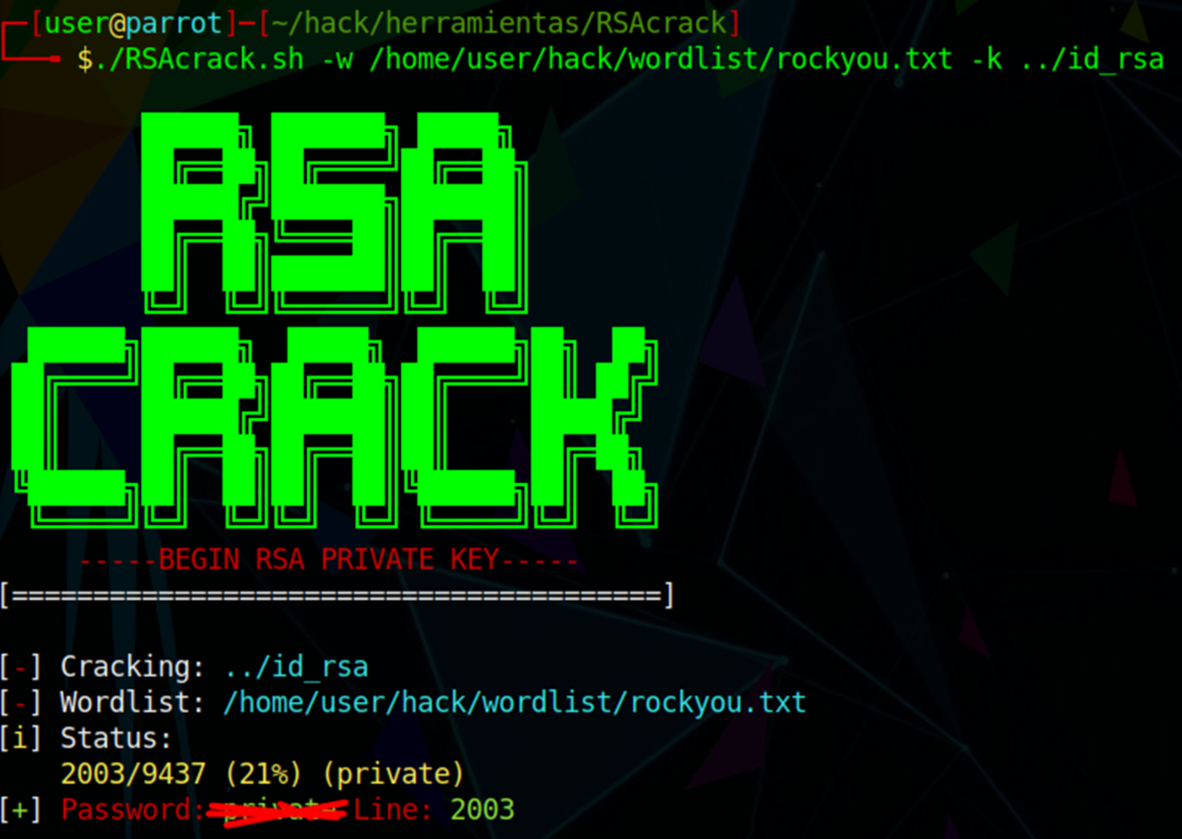 [user@parrot]-[~/hack/herramientas/RSAcrack]
$./RSAcrack.sh -w /home/user/hack/wordlist/rockyou.txt -k ../id_rsa
RSA
CRACK
-----BEGIN RSA PRIVATE KEY-----
[========================================]
[-] Cracking: ../id_rsa
[-] Wordlist: /home/user/hack/wordlist/rockyou.txt
[i] Status:
2003/9437 (21%) (private)
[+] Password: Line: 2003